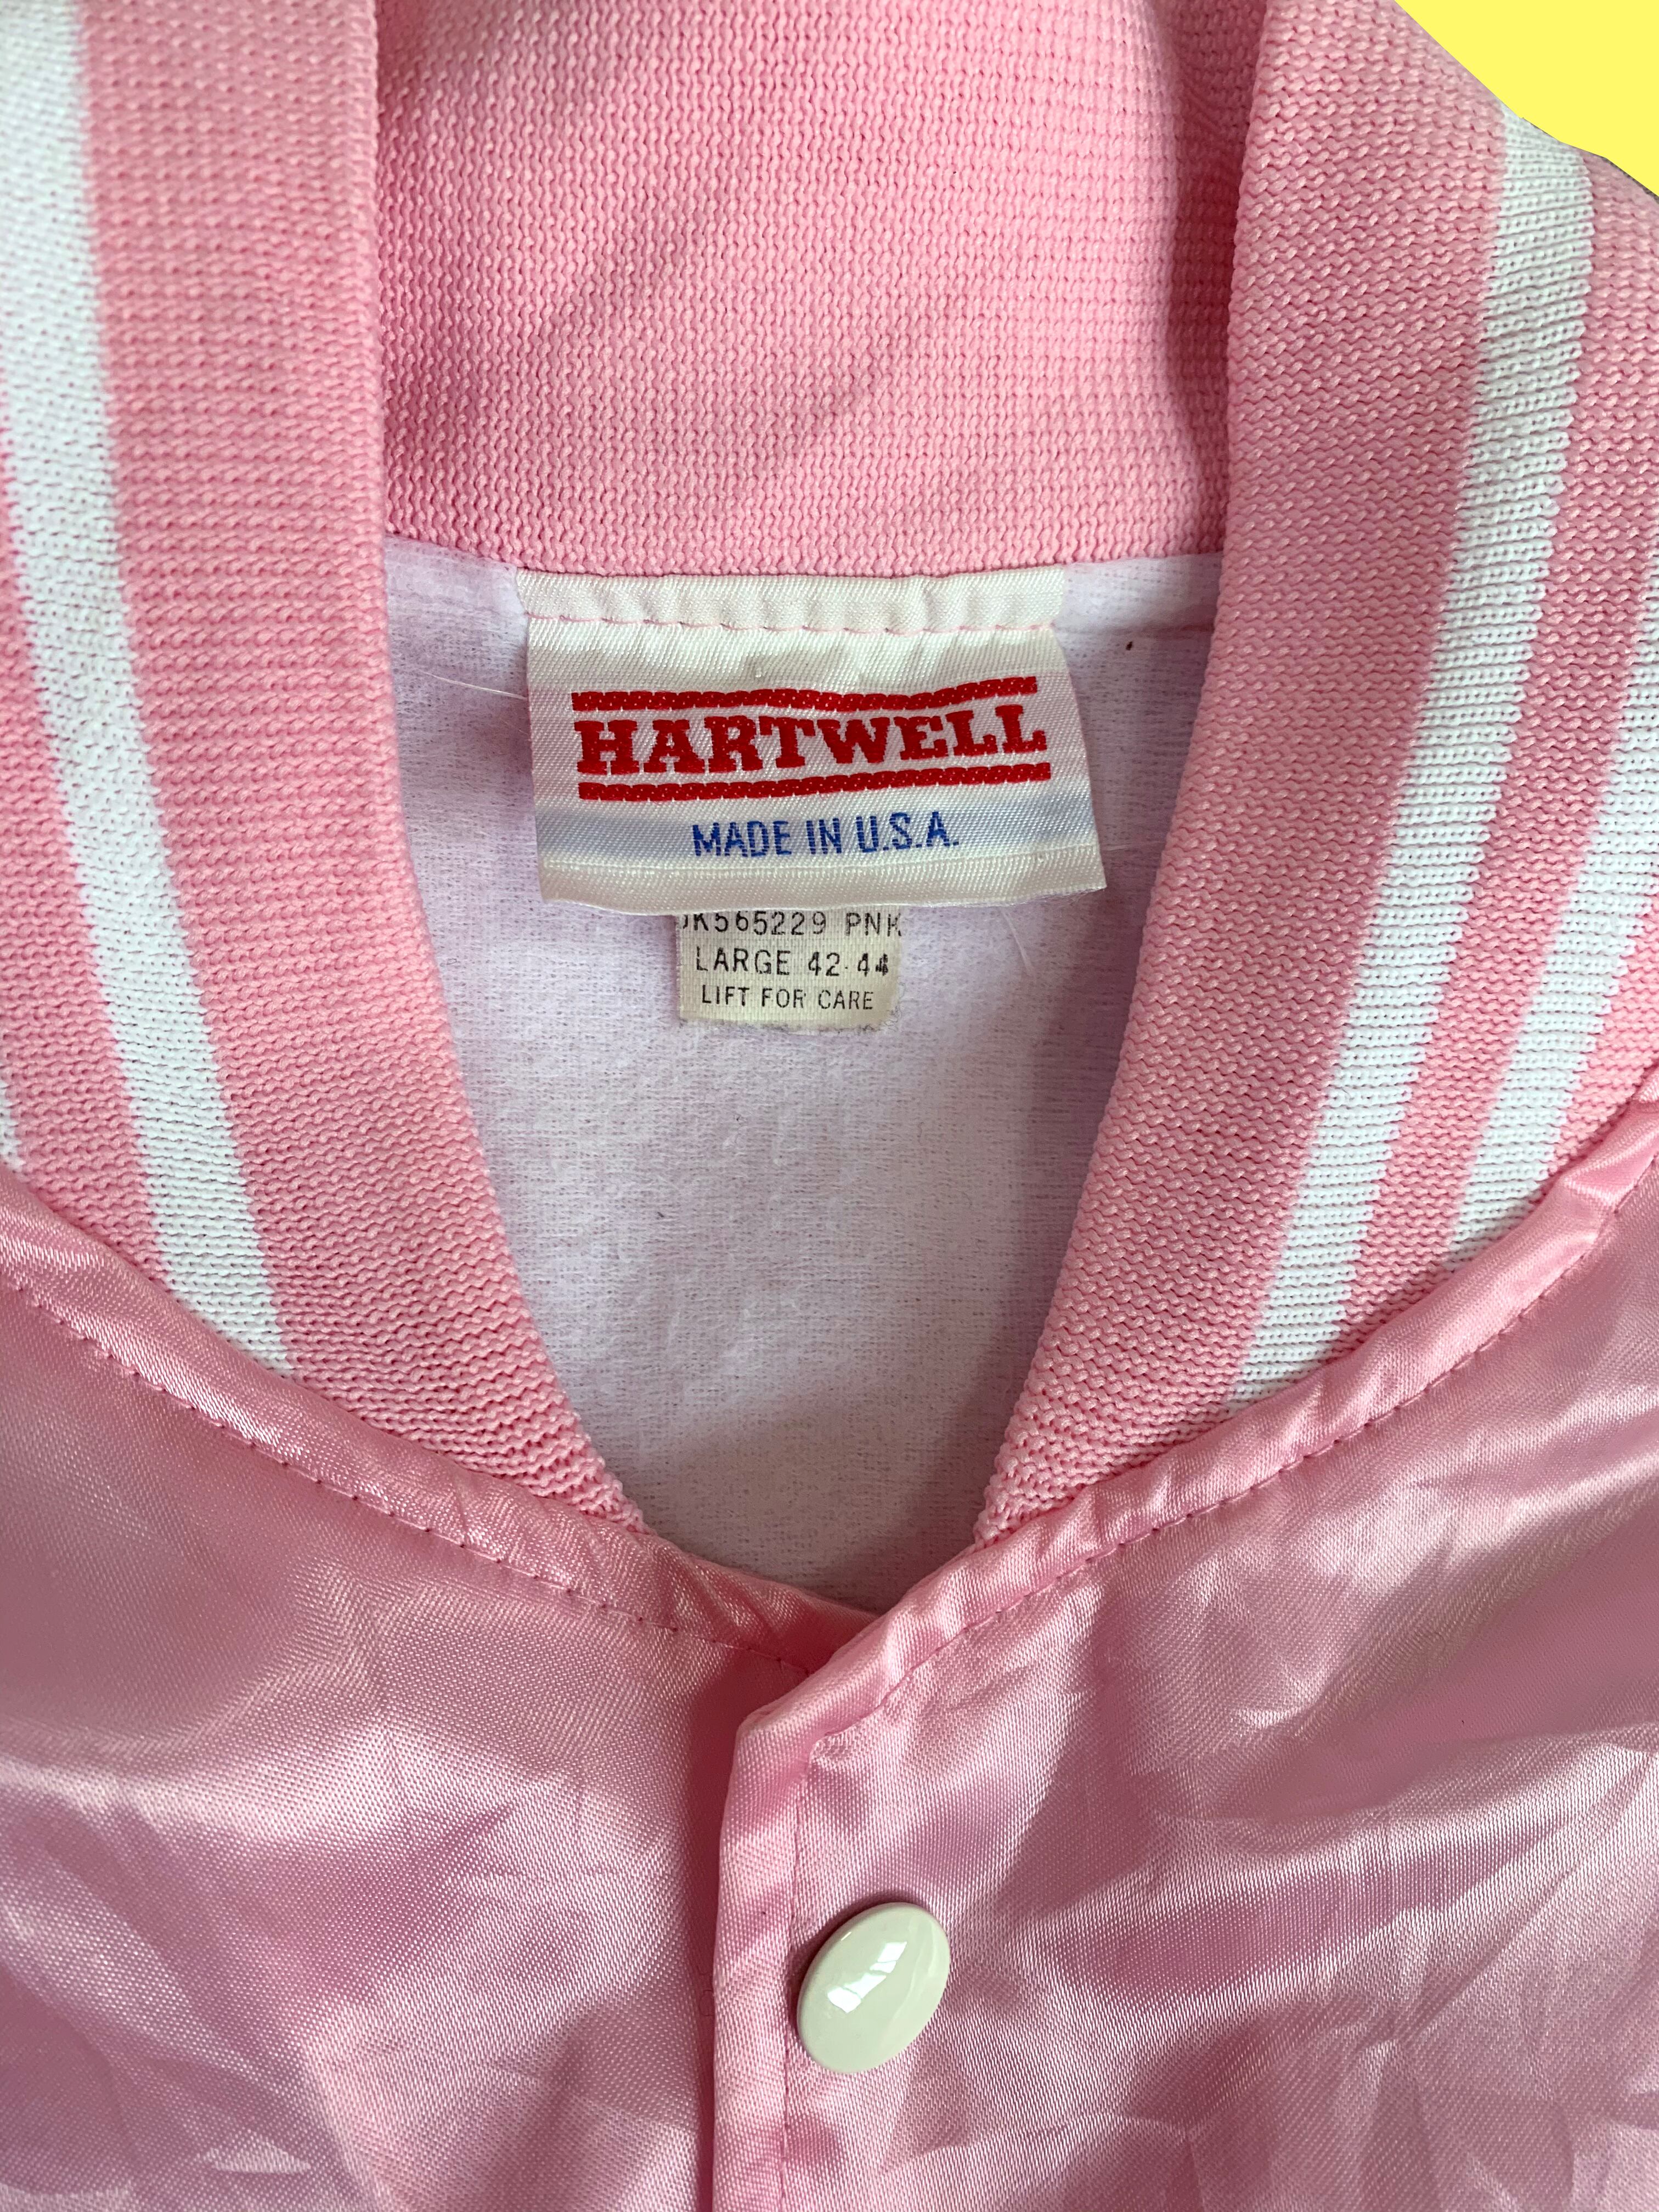 HARTWELL
MADE IN U.S.A.
K565229 PNK
LARGE 42-44
LIFT FOR CARE